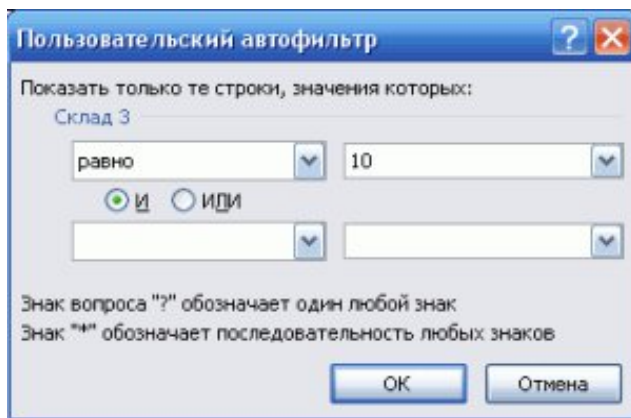 Пользовательский автофильтр
Показать только те строки, значения которых:
Склад 3
равно 10
И ИЛИ
Знак вопроса "?" обозначает один любой знак
Знак "*" обозначает последовательность любых знаков
ОК Отмена